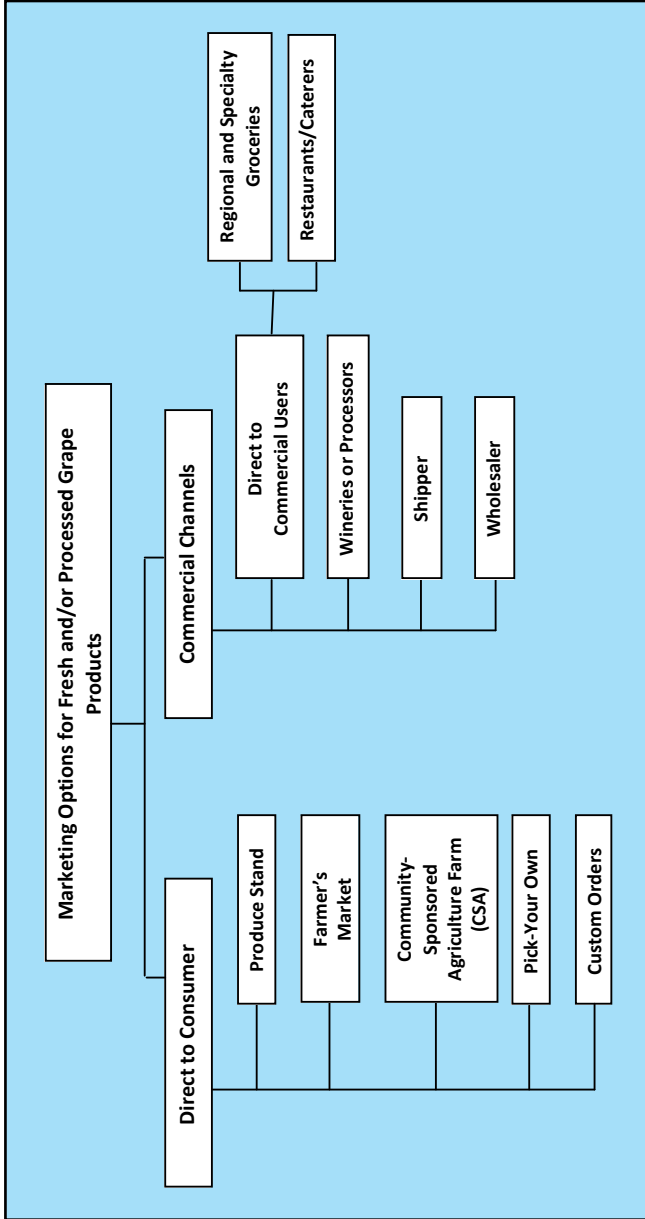 Marketing Options for Fresh and/or Processed Grape
Products
Direct to Consumer
Produce Stand
Farmer's
Market
Community-
Sponsored
Agriculture Farm
(CSA)
Pick-Your Own
Custom Orders
Commercial Channels
Direct to
Commercial Users
Regional and Specialty
Groceries
Restaurants/Caterers
Wineries or Processors
Shipper
Wholesaler